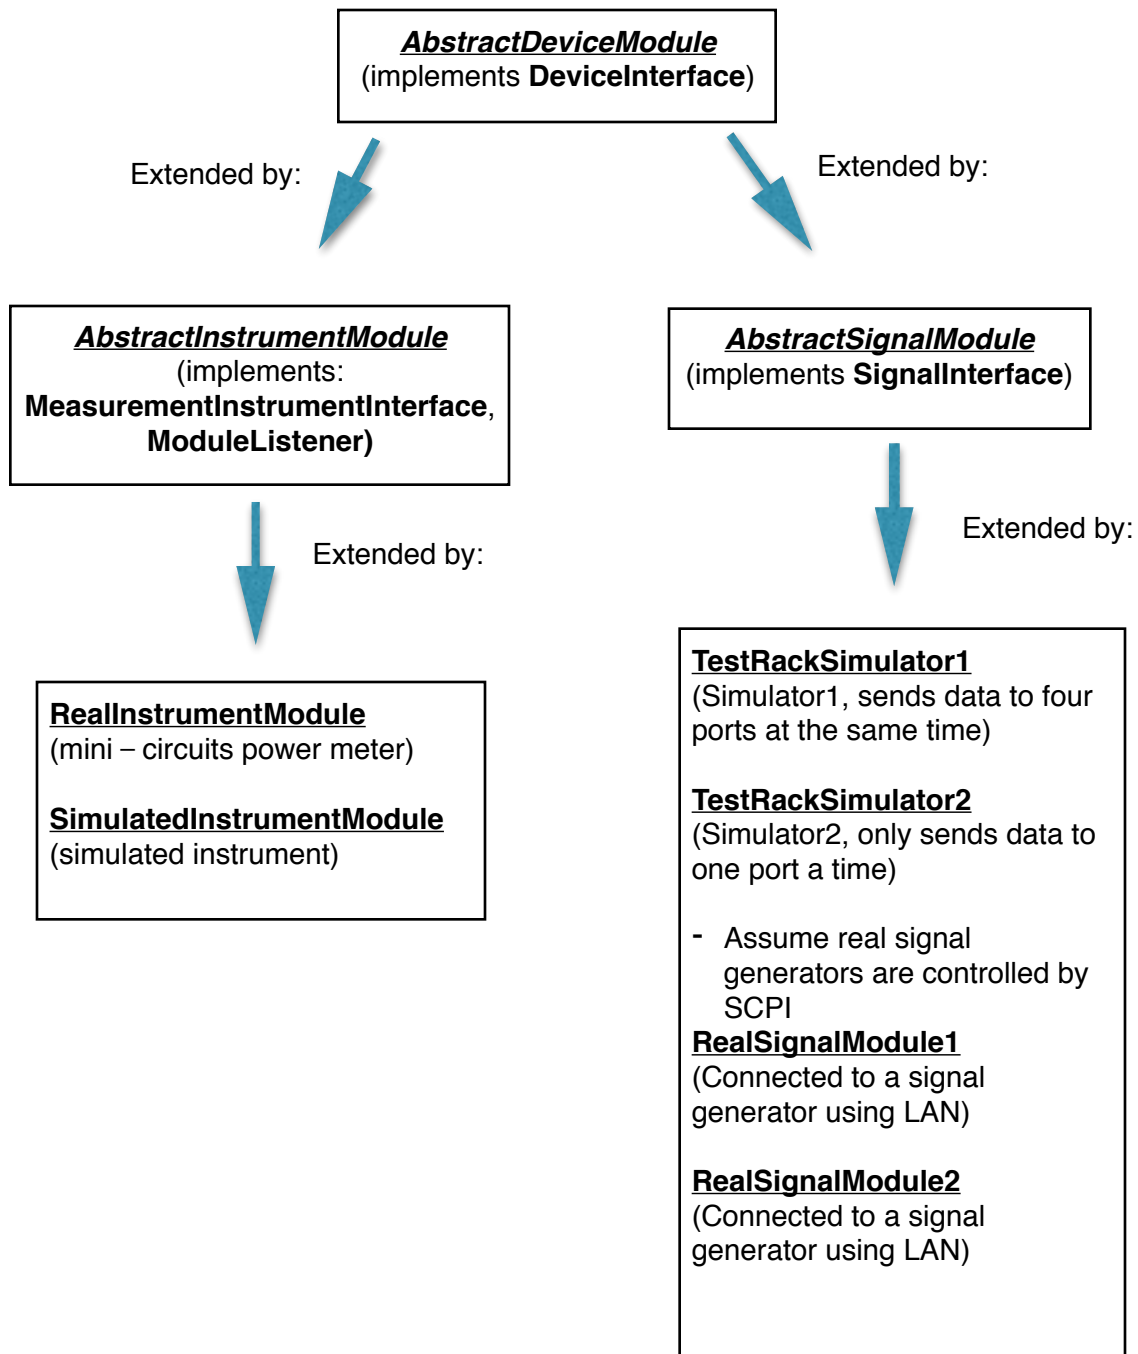 AbstractDeviceModule
(implements DeviceInterface)
Extended by:
Extended by:
AbstractInstrumentModule
(implements:
MeasurementInstrumentInterface,
ModuleListener)
AbstractSignalModule
(implements SignalInterface)
Extended by:
Extended by:
RealInstrumentModule
(mini – circuits power meter)
SimulatedInstrumentModule
(simulated instrument)
TestRackSimulator1
(Simulator1, sends data to four
ports at the same time)
TestRackSimulator2
(Simulator2, only sends data to
one port a time)
- Assume real signal
generators are controlled by
SCPI
RealSignalModule1
(Connected to a signal
generator using LAN)
RealSignalModule2
(Connected to a signal
generator using LAN)